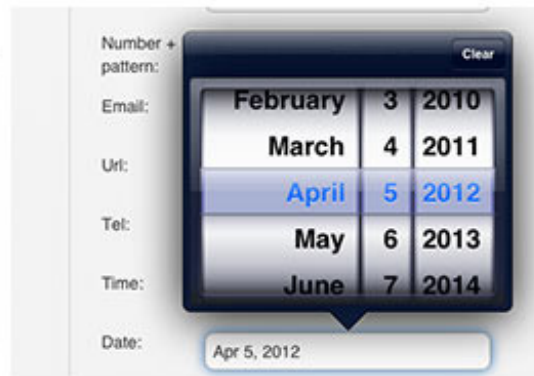 Number +
pattern:
Clear
Email:
February 3 2010
March 4 2011
Url:
April 5 2012
Tel:
May 6 2013
Time:
June 7 2014
Date:
Apr 5, 2012